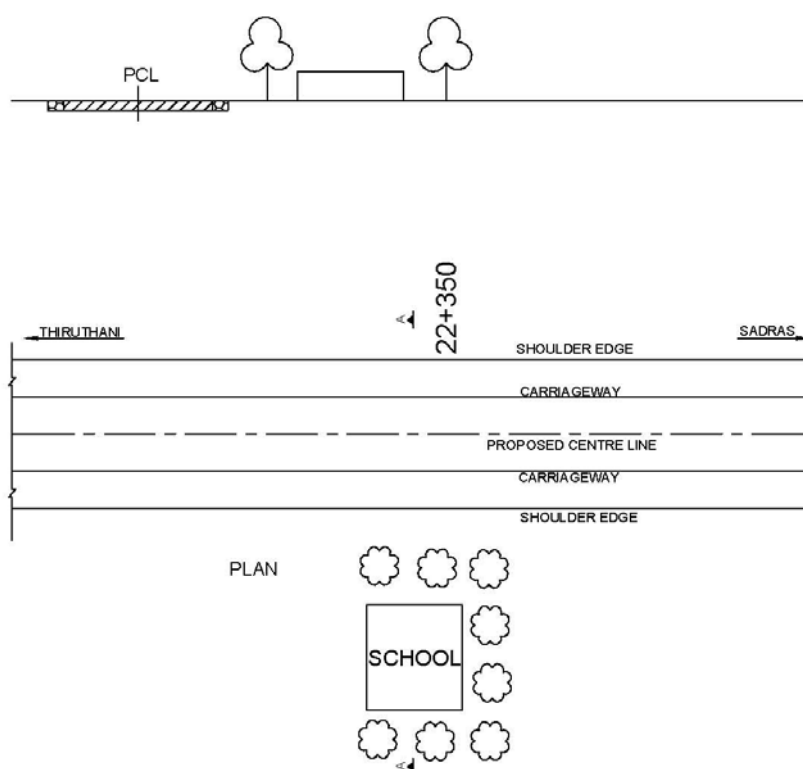 PCL
A
22+350
THIRUTHANI
SADRAS
SHOULDER EDGE
CARRIAGEWAY
PROPOSED CENTRE LINE
CARRIAGEWAY
SHOULDER EDGE
PLAN
SCHOOL
A